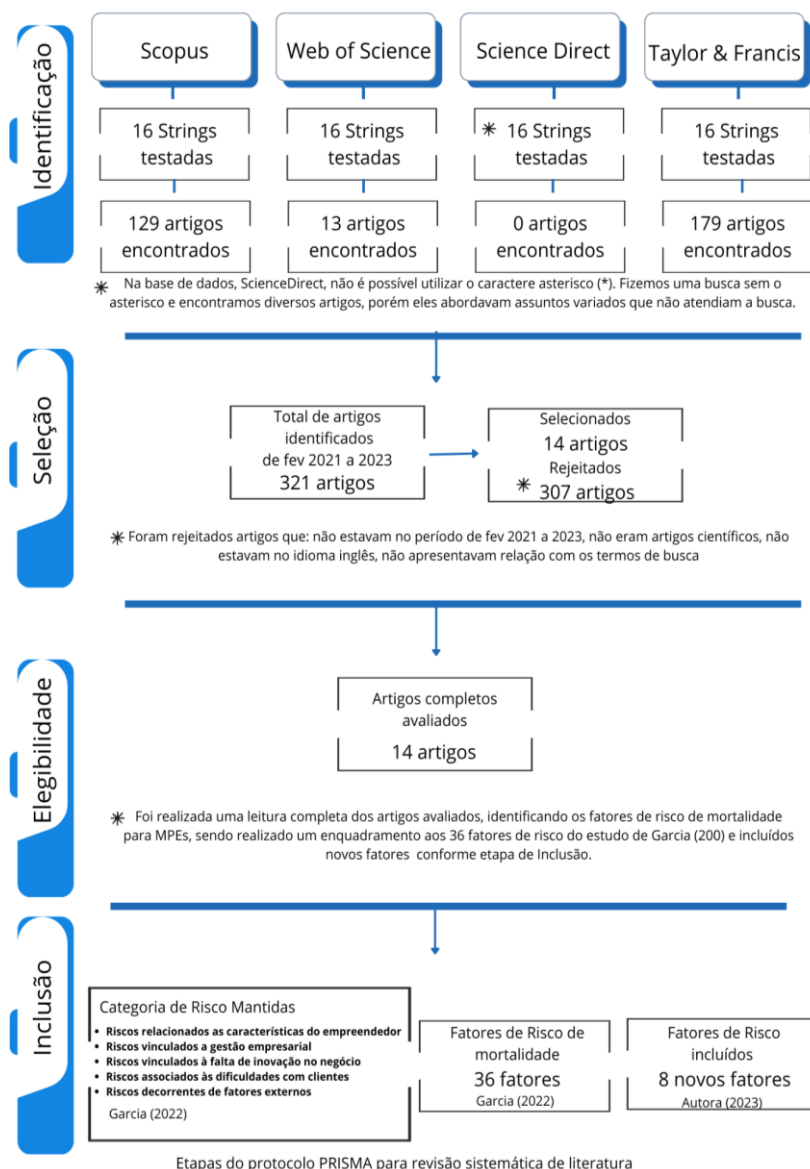 Identificação
Scopus
Web of Science
Science Direct
Taylor & Francis
16 Strings
testadas
16 Strings
testadas
* 16 Strings
testadas
16 Strings
testadas
129 artigos
encontrados
13 artigos
encontrados
0 artigos
encontrados
179 artigos
encontrados
* Na base de dados, ScienceDirect, não é possível utilizar o caractere asterisco (*). Fizemos uma busca sem o
asterisco e encontramos diversos artigos, porém eles abordavam assuntos variados que não atendiam a busca.
Seleção
Total de artigos
identificados
de fev 2021 a 2023
321 artigos
Selecionados
14 artigos
Rejeitados
* 307 artigos
* Foram rejeitados artigos que: não estavam no período de fev 2021 a 2023, não eram artigos científicos, não
estavam no idioma inglês, não apresentavam relação com os termos de busca
Elegibilidade
Artigos completos
avaliados
14 artigos
* Foi realizada uma leitura completa dos artigos avaliados, identificando os fatores de risco de mortalidade
para MPEs, sendo realizado um enquadramento aos 36 fatores de risco do estudo de Garcia (200) e incluídos
novos fatores conforme etapa de Inclusão.
Inclusão
Categoria de Risco Mantidas
• Riscos relacionados as características do empreendedor
• Riscos vinculados a gestão empresarial
• Riscos vinculados à falta de inovação no negócio
• Riscos associados às dificuldades com clientes
• Riscos decorrentes de fatores externos
Garcia (2022)
Fatores de Risco de
mortalidade
36 fatores
Garcia (2022)
Fatores de Risco
incluídos
8 novos fatores
Autora (2023)
Etapas do protocolo PRISMA para revisão sistemática de literatura